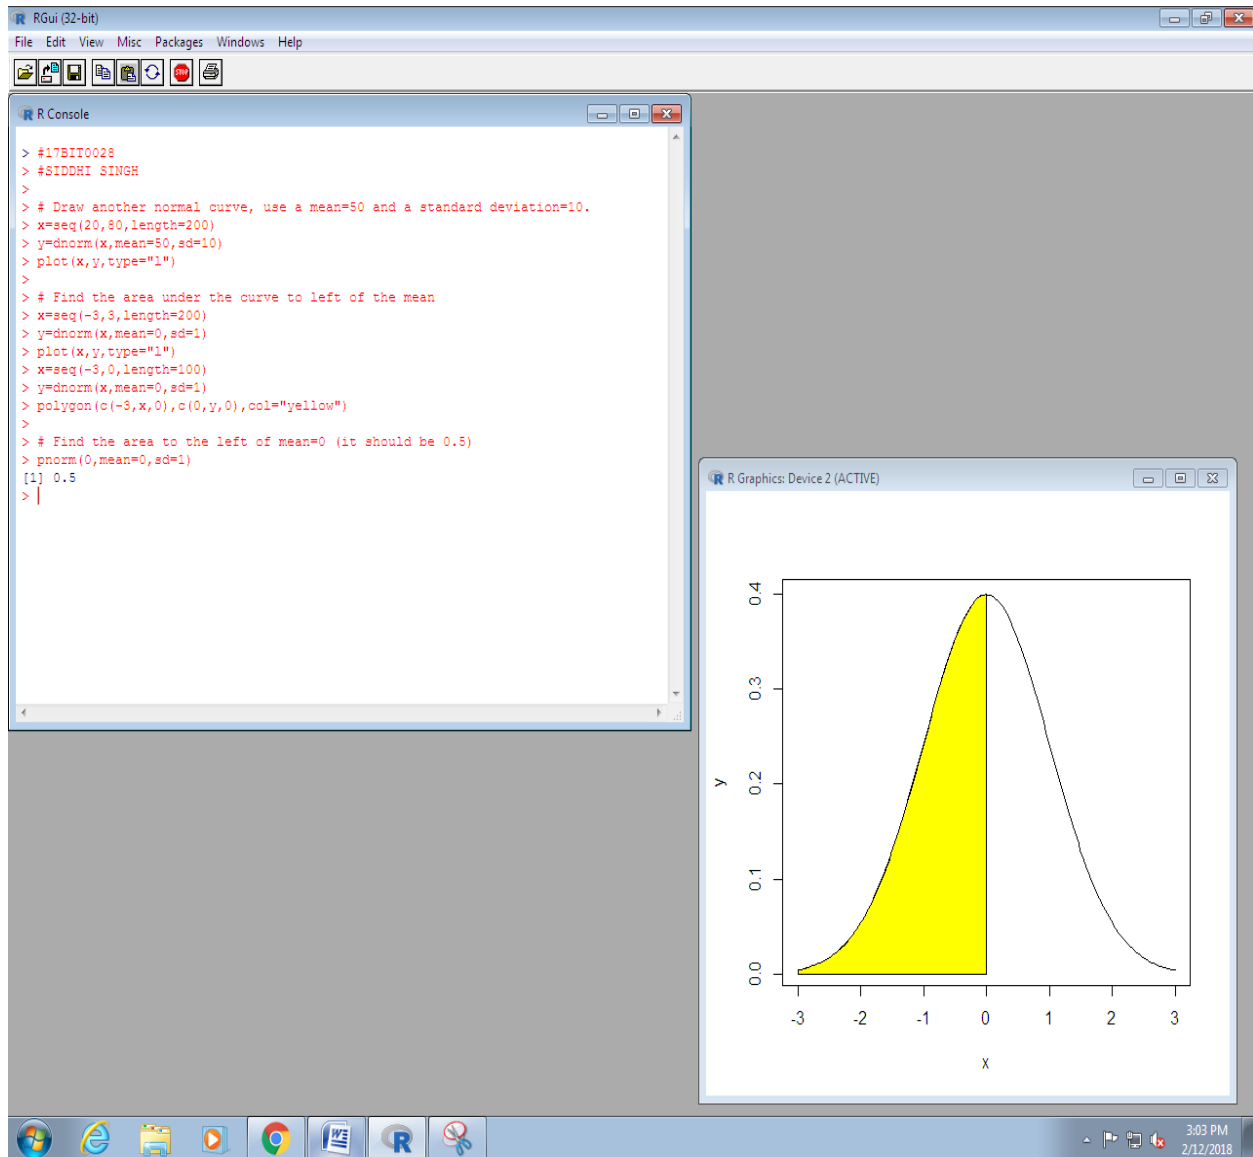 RGui (32-bit)
File Edit View Misc Packages Windows Help
STOP
R Console
> #17BIT0028
> #SIDDHI SINGH
>
> # Draw another normal curve, use a mean=50 and a standard deviation=10.
> x=seq(20,80,length=200)
> y=dnorm(x,mean=50,sd=10)
> plot(x,y,type="l")
>
> # Find the area under the curve to left of the mean
> x=seq(-3,3,length=200)
> y=dnorm(x,mean=0,sd=1)
> plot(x,y,type="l")
> x=seq(-3,0,length=100)
> y=dnorm(x,mean=0,sd=1)
> polygon(c(-3,x,0),c(0,y,0),col="yellow")
>
> # Find the area to the left of mean=0 (it should be 0.5)
> pnorm(0,mean=0,sd=1)
[1] 0.5
>
R Graphics: Device 2 (ACTIVE)
0.4
0.3
0.2
0.1
0.0
y
-3 -2 -1 0 1 2 3
x
3:03 PM
2/12/2018